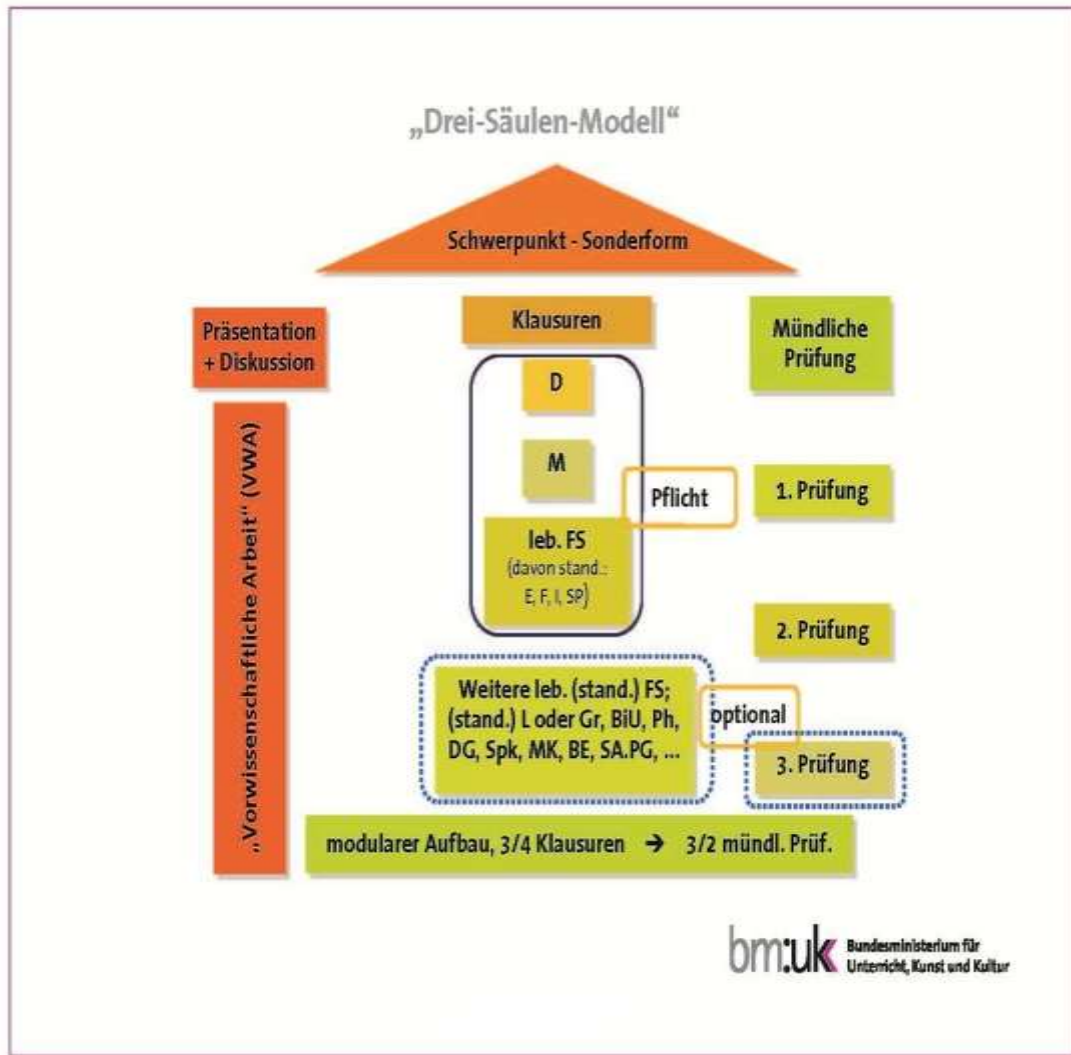 „Drei-Säulen-Modell“
Schwerpunkt - Sonderform
Präsentation
+ Diskussion
„Vorwissenschaftliche Arbeit“ (VWA)
Klausuren
D
M
Pflicht
leb. FS
(davon stand.:
E, F, I, SP)
Weitere leb. (stand.) FS;
(stand.) L oder Gr, BiU, Ph,
DG, Spk, MK, BE, SA.PG, ...
optional
Mündliche
Prüfung
1. Prüfung
2. Prüfung
3. Prüfung
modularer Aufbau, 3/4 Klausuren → 3/2 mündl. Prüf.
bm:uk
Bundesministerium für
Unterricht, Kunst und Kultur